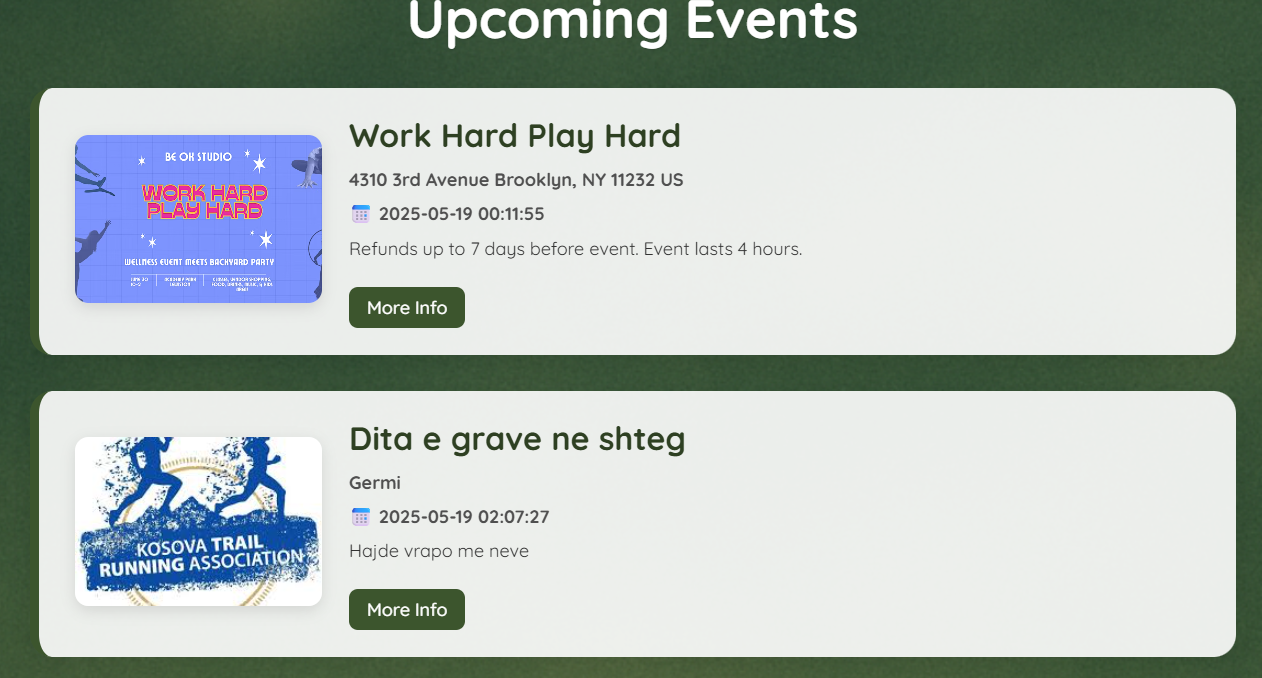 Upcoming Events
BE OK STUDIO
WORK HARD
PLAY HARD
WELLNESS EVENT MEETS BACKYARD PARTY
Work Hard Play Hard
4310 3rd Avenue Brooklyn, NY 11232 US
2025-05-19 00:11:55
Refunds up to 7 days before event. Event lasts 4 hours.
More Info
KOSOVA TRAIL
RUNNING ASSOCIATION
Dita e grave ne shteg
Germi
2025-05-19 02:07:27
Hajde vrapo me neve
More Info